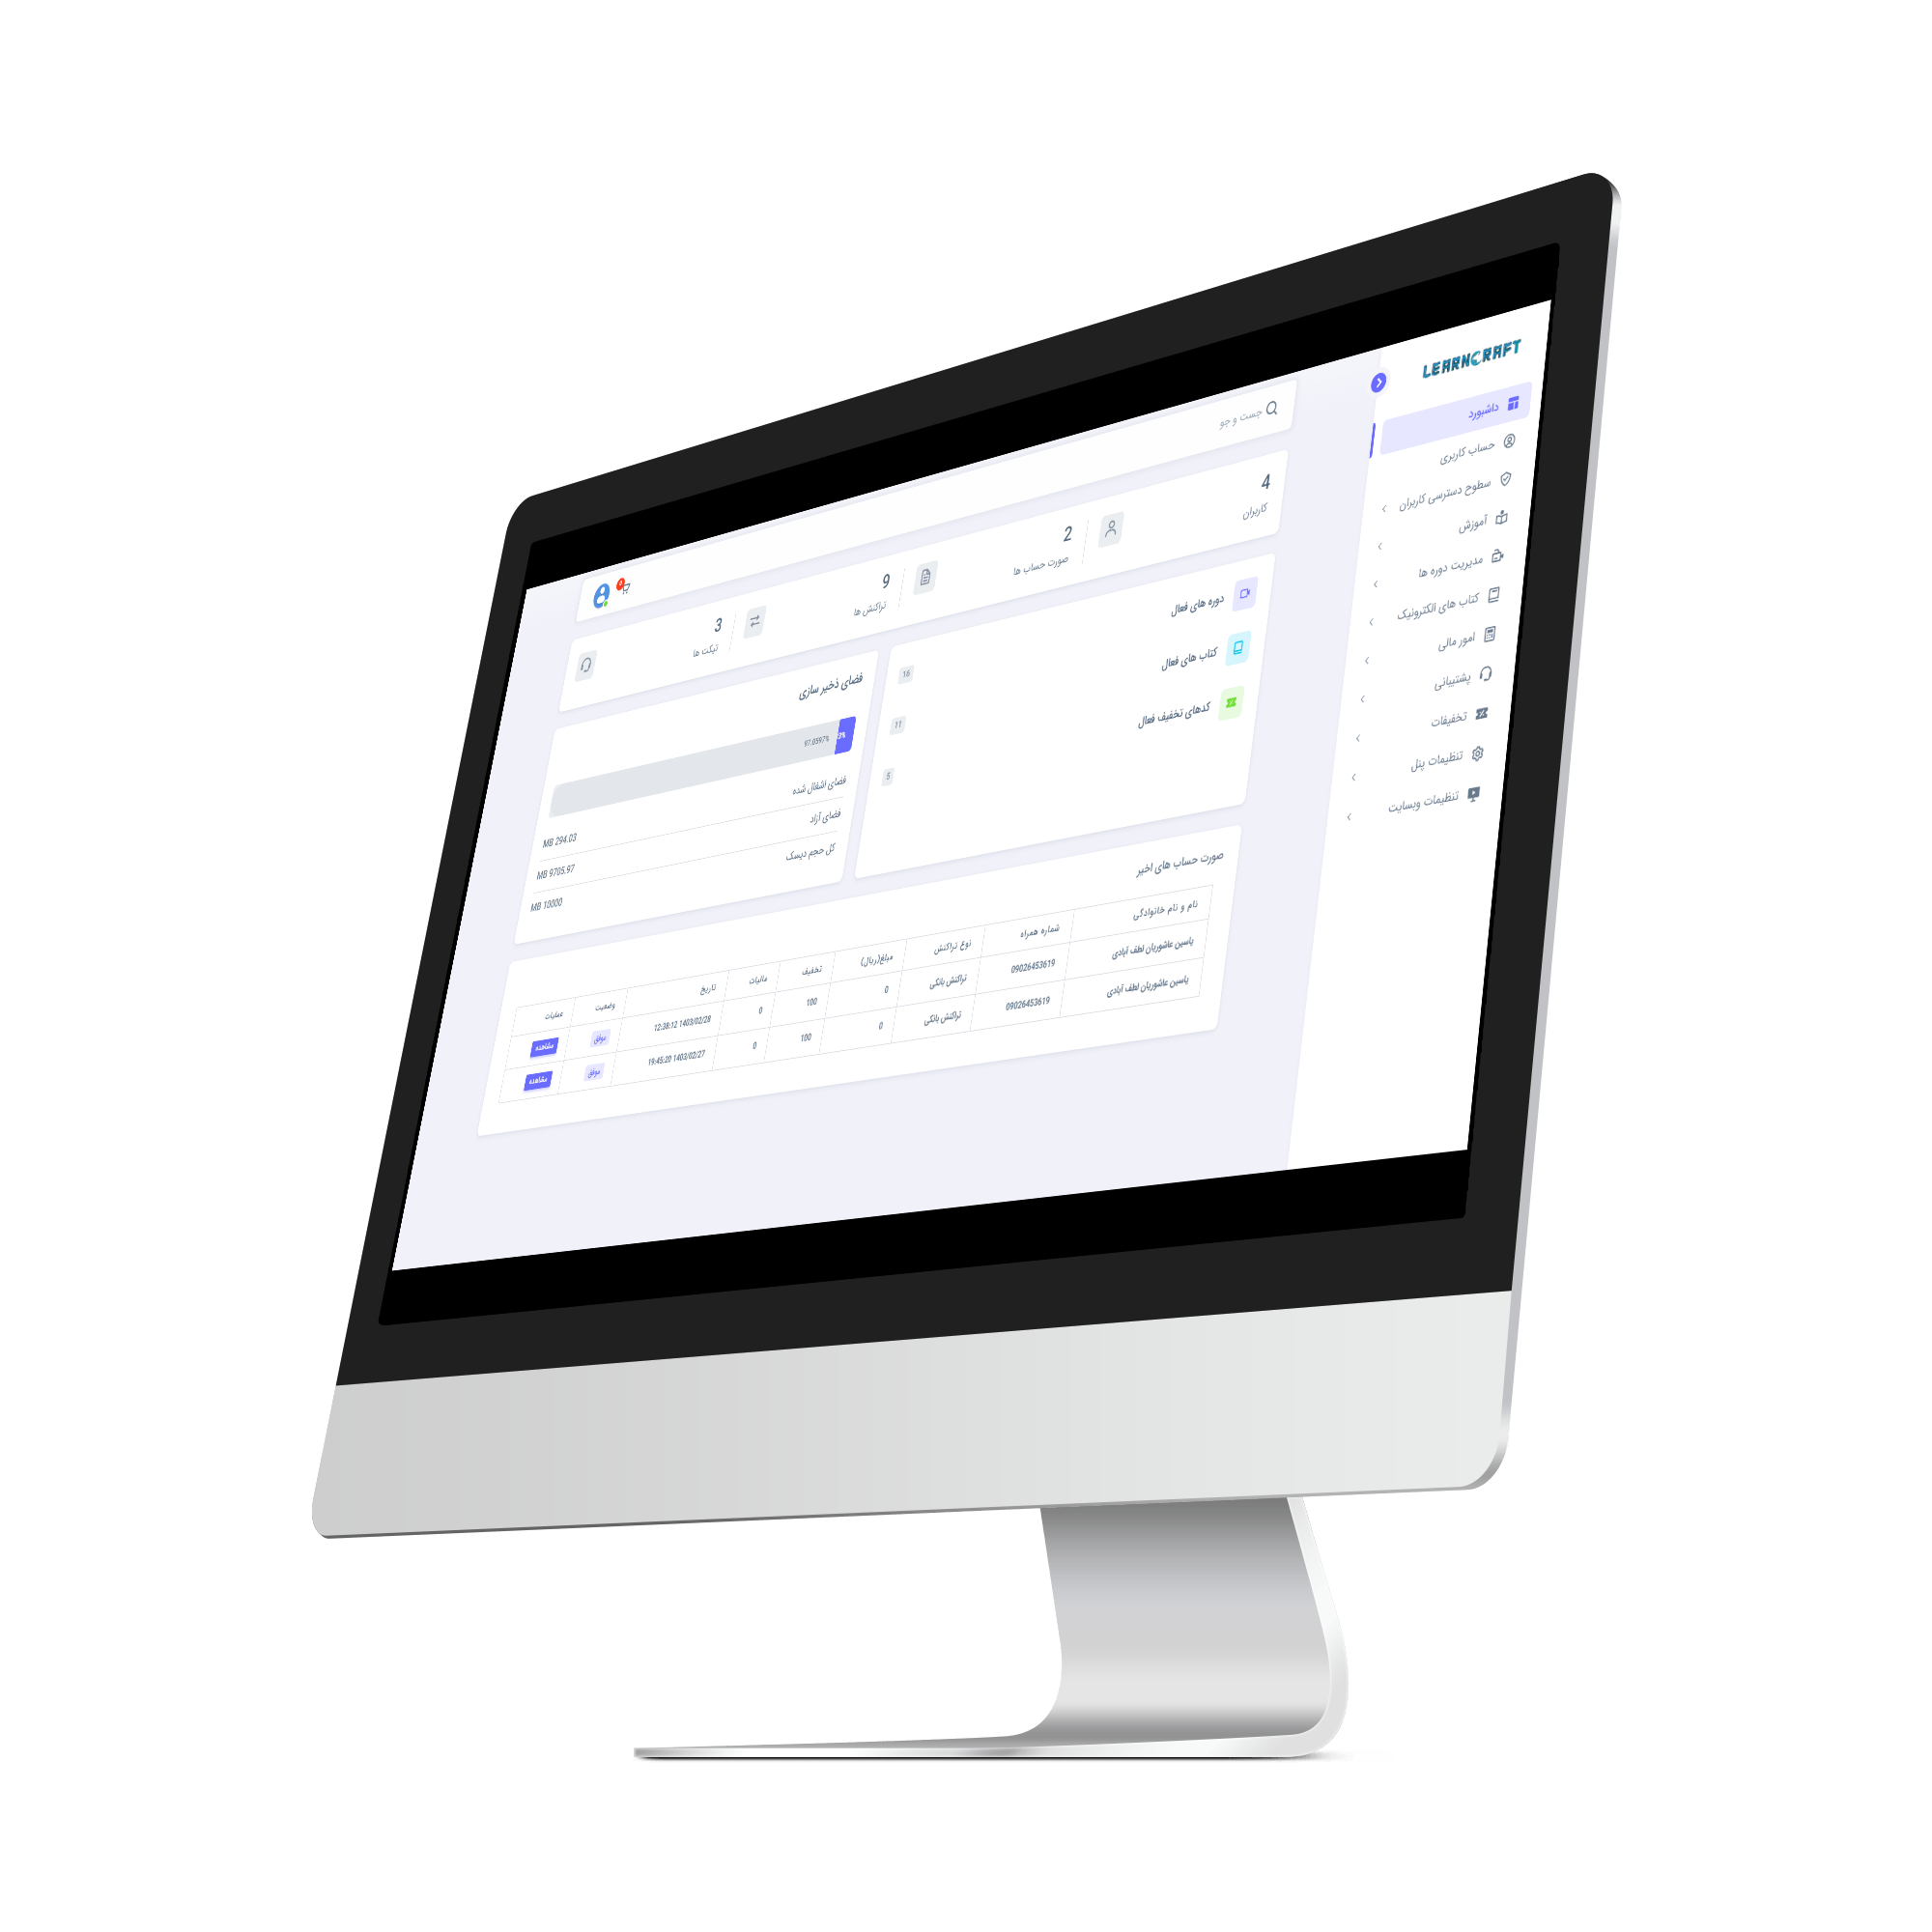 LEARNCRAFT
داشبورد
حساب کاربری
سطوح دسترسی کاربران
آموزش
مدیریت دوره ها
کتاب های الکترونیک
امور مالی
پشتیبانی
تخفیفات
تنظیمات پنل
تنظیمات وبسایت
جست و جو
0
4
کاربران
2
صورت حساب ها
9
تراکنش ها
3
تیکت ها
دوره های فعال
16
کتاب های فعال
11
کدهای تخفیف فعال
5
فضای ذخیر سازی
3%
97.0597%
فضای اشغال شده
MB 294.03
فضای آزاد
MB 9705.97
کل حجم دیسک
MB 10000
صورت حساب های اخیر
نام و نام خانوادگی شماره همراه نوع تراکنش مبلغ(ریال) تخفیف مالیات تاریخ وضعیت عملیات
یاسین عاشوریان لطف آبادی 09026453619 تراکنش بانکی 0 100 0 12:38:12 1403/02/28 موفق مشاهده
یاسین عاشوریان لطف آبادی 09026453619 تراکنش بانکی 0 100 0 19:45:20 1403/02/27 موفق مشاهده